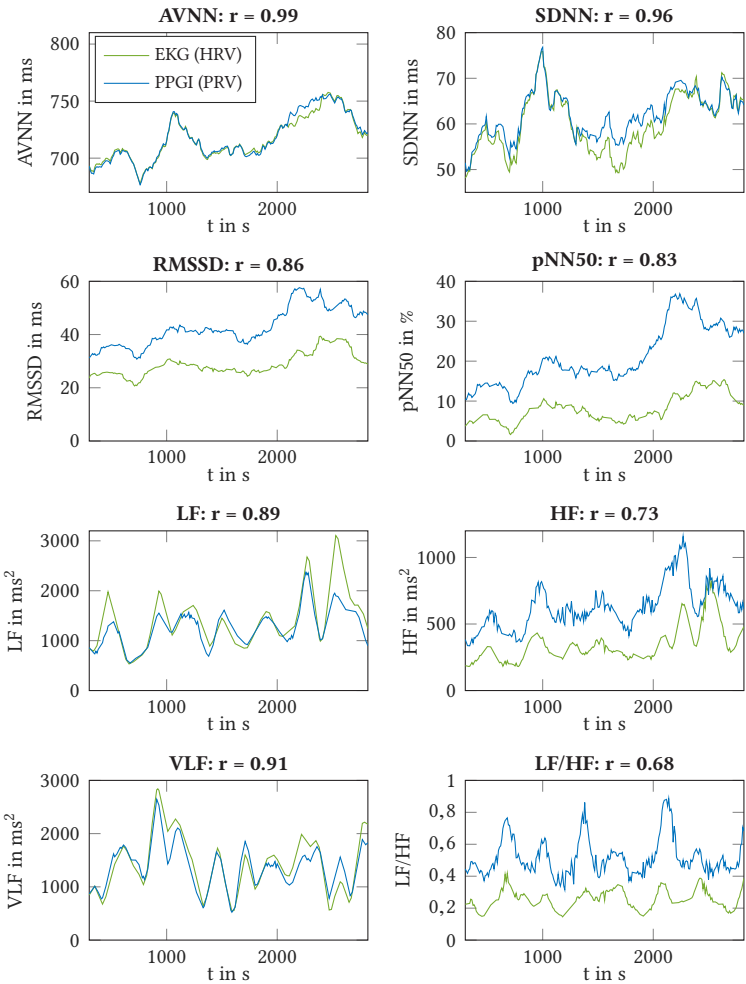 AVNN: r = 0.99
AVNN in ms
800
750
700
EKG (HRV)
PPGI (PRV)
1000
2000
t in s
SDNN: r = 0.96
SDNN in ms
80
70
60
50
1000
2000
t in s
RMSSD: r = 0.86
RMSSD in ms
60
40
20
0
1000
2000
t in s
pNN50: r = 0.83
pNN50 in %
40
30
20
10
0
1000
2000
t in s
LF: r = 0.89
LF in ms²
3000
2000
1000
0
1000
2000
t in s
HF: r = 0.73
HF in ms²
1000
500
0
1000
2000
t in s
VLF: r = 0.91
VLF in ms²
3000
2000
1000
0
1000
2000
t in s
LF/HF: r = 0.68
LF/HF
1
0,8
0,6
0,4
0,2
0
1000
2000
t in s